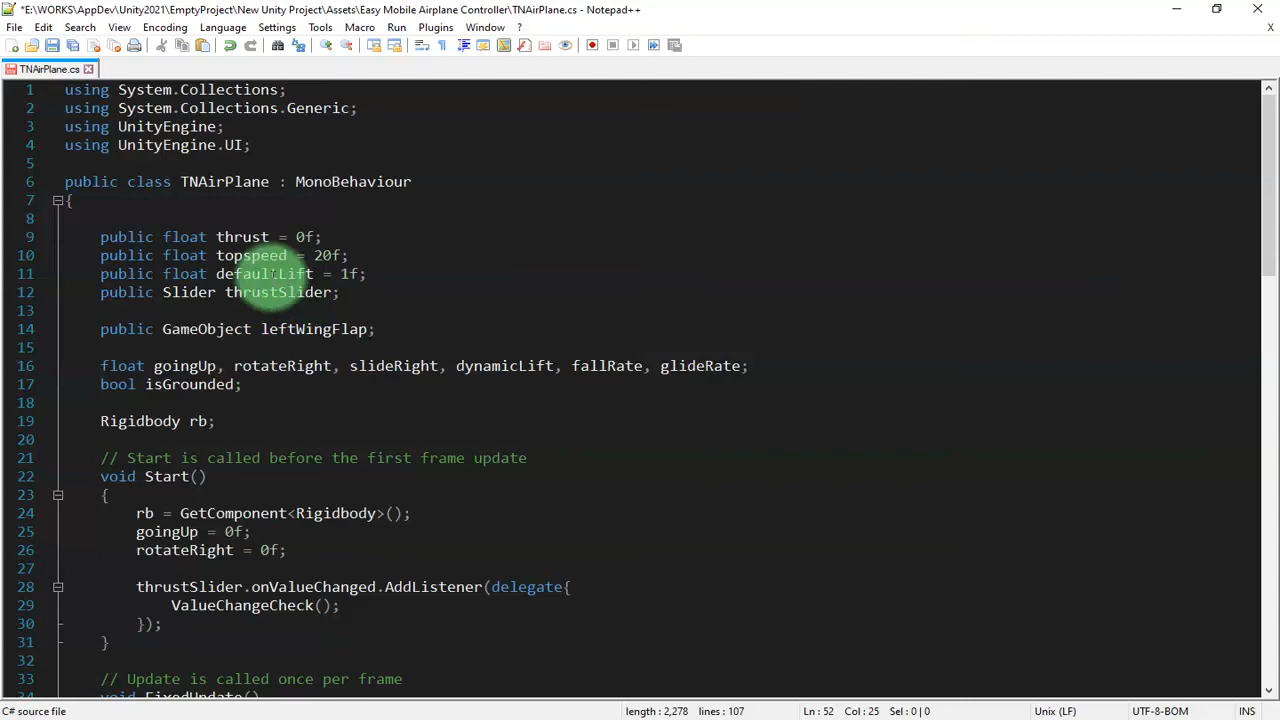 *E:\WORKS\AppDev\Unity2021\EmptyProject\New Unity Project\Assets\Easy Mobile Airplane Controller\TNAirPlane.cs - Notepad++
File Edit Search View Encoding Language Settings Tools Macro Run Plugins Window ? X
TNAirPlane.cs
1 using System.Collections;
2 using System.Collections.Generic;
3 using UnityEngine;
4 using UnityEngine.UI;
5
6 public class TNAirPlane : MonoBehaviour
7 {
8
9 public float thrust = 0f;
10 public float topspeed = 20f;
11 public float defaultLift = 1f;
12 public Slider thrustSlider;
13
14 public GameObject leftWingFlap;
15
16 float goingUp, rotateRight, slideRight, dynamicLift, fallRate, glideRate;
17 bool isGrounded;
18
19 Rigidbody rb;
20
21 // Start is called before the first frame update
22 void Start()
23 {
24 rb = GetComponent<Rigidbody>();
25 goingUp = 0f;
26 rotateRight = 0f;
27
28 thrustSlider.onValueChanged.AddListener(delegate{
29 ValueChangeCheck();
30 });
31 }
32
33 // Update is called once per frame
34 void FixedUpdate()
C# source file length : 2,278 lines : 107 Ln : 52 Col : 25 Sel : 0 | 0 Unix (LF) UTF-8-BOM INS